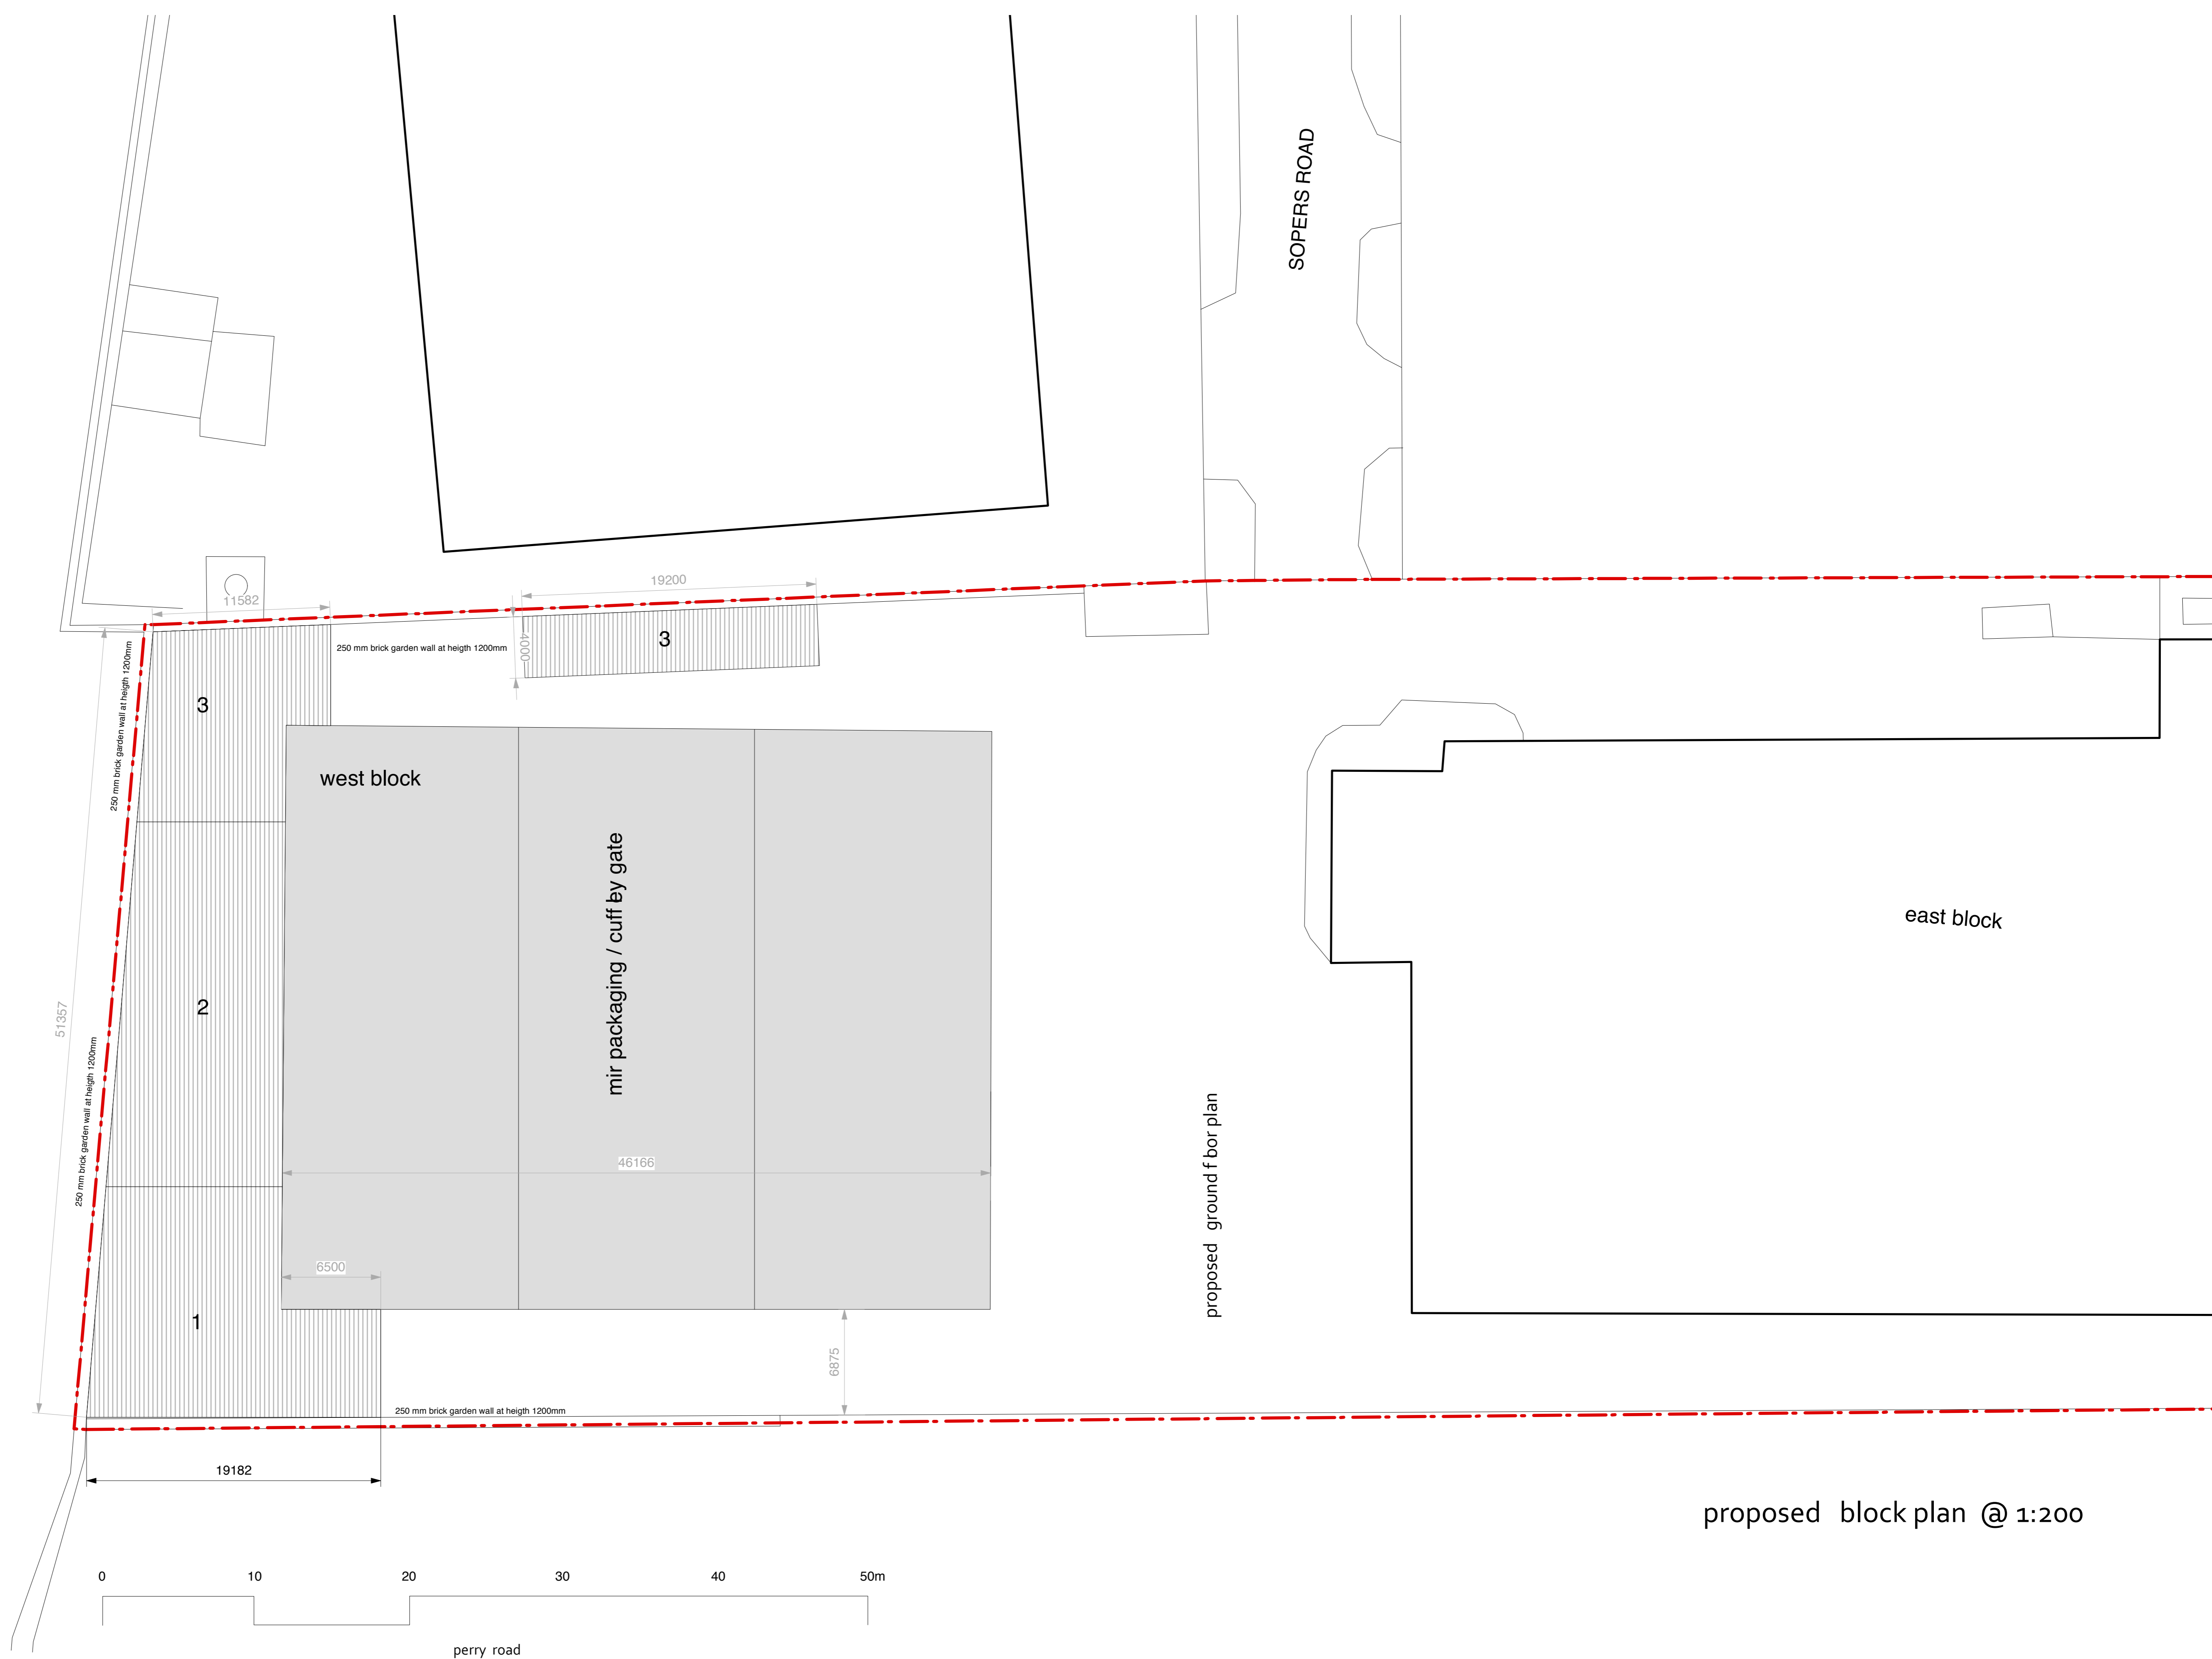 SOPERS ROAD
19200
11582
4000
3
250 mm brick garden wall at heigth 1200mm
250 mm brick garden wall at heigth 1200mm
3
west block
mir packaging / cuff ey gate
east block
2
51357
250 mm brick garden wall at heigth 1200mm
proposed ground f bor plan
46166
6500
1
6875
250 mm brick garden wall at heigth 1200mm
19182
proposed block plan @ 1:200
0 10 20 30 40 50m
perry road